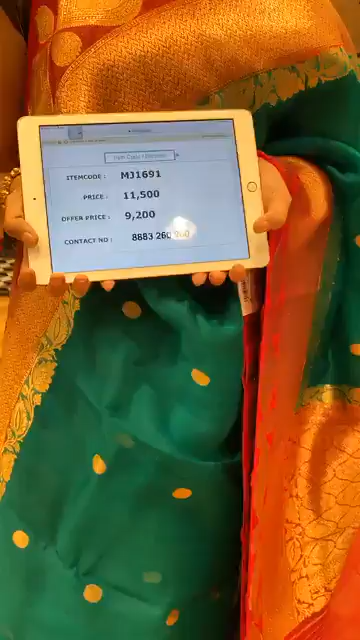 ITEMCODE : MJ1691
PRICE : 11,500
OFFER PRICE : 9,200
CONTACT NO : 8883 260